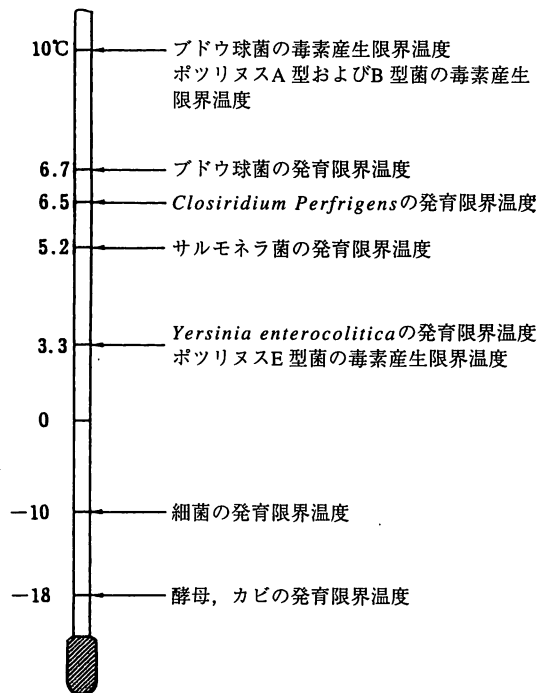 10℃ ブドウ球菌の毒素産生限界温度
ポツリヌスA 型およびB 型菌の毒素産生
限界温度
6.7 ブドウ球菌の発育限界温度
6.5 Closiridium Perfrigensの発育限界温度
5.2 サルモネラ菌の発育限界温度
3.3 Yersinia enterocoliticaの発育限界温度
ポツリヌスE 型菌の毒素産生限界温度
0
－10 細菌の発育限界温度
－18 酵母，カビの発育限界温度